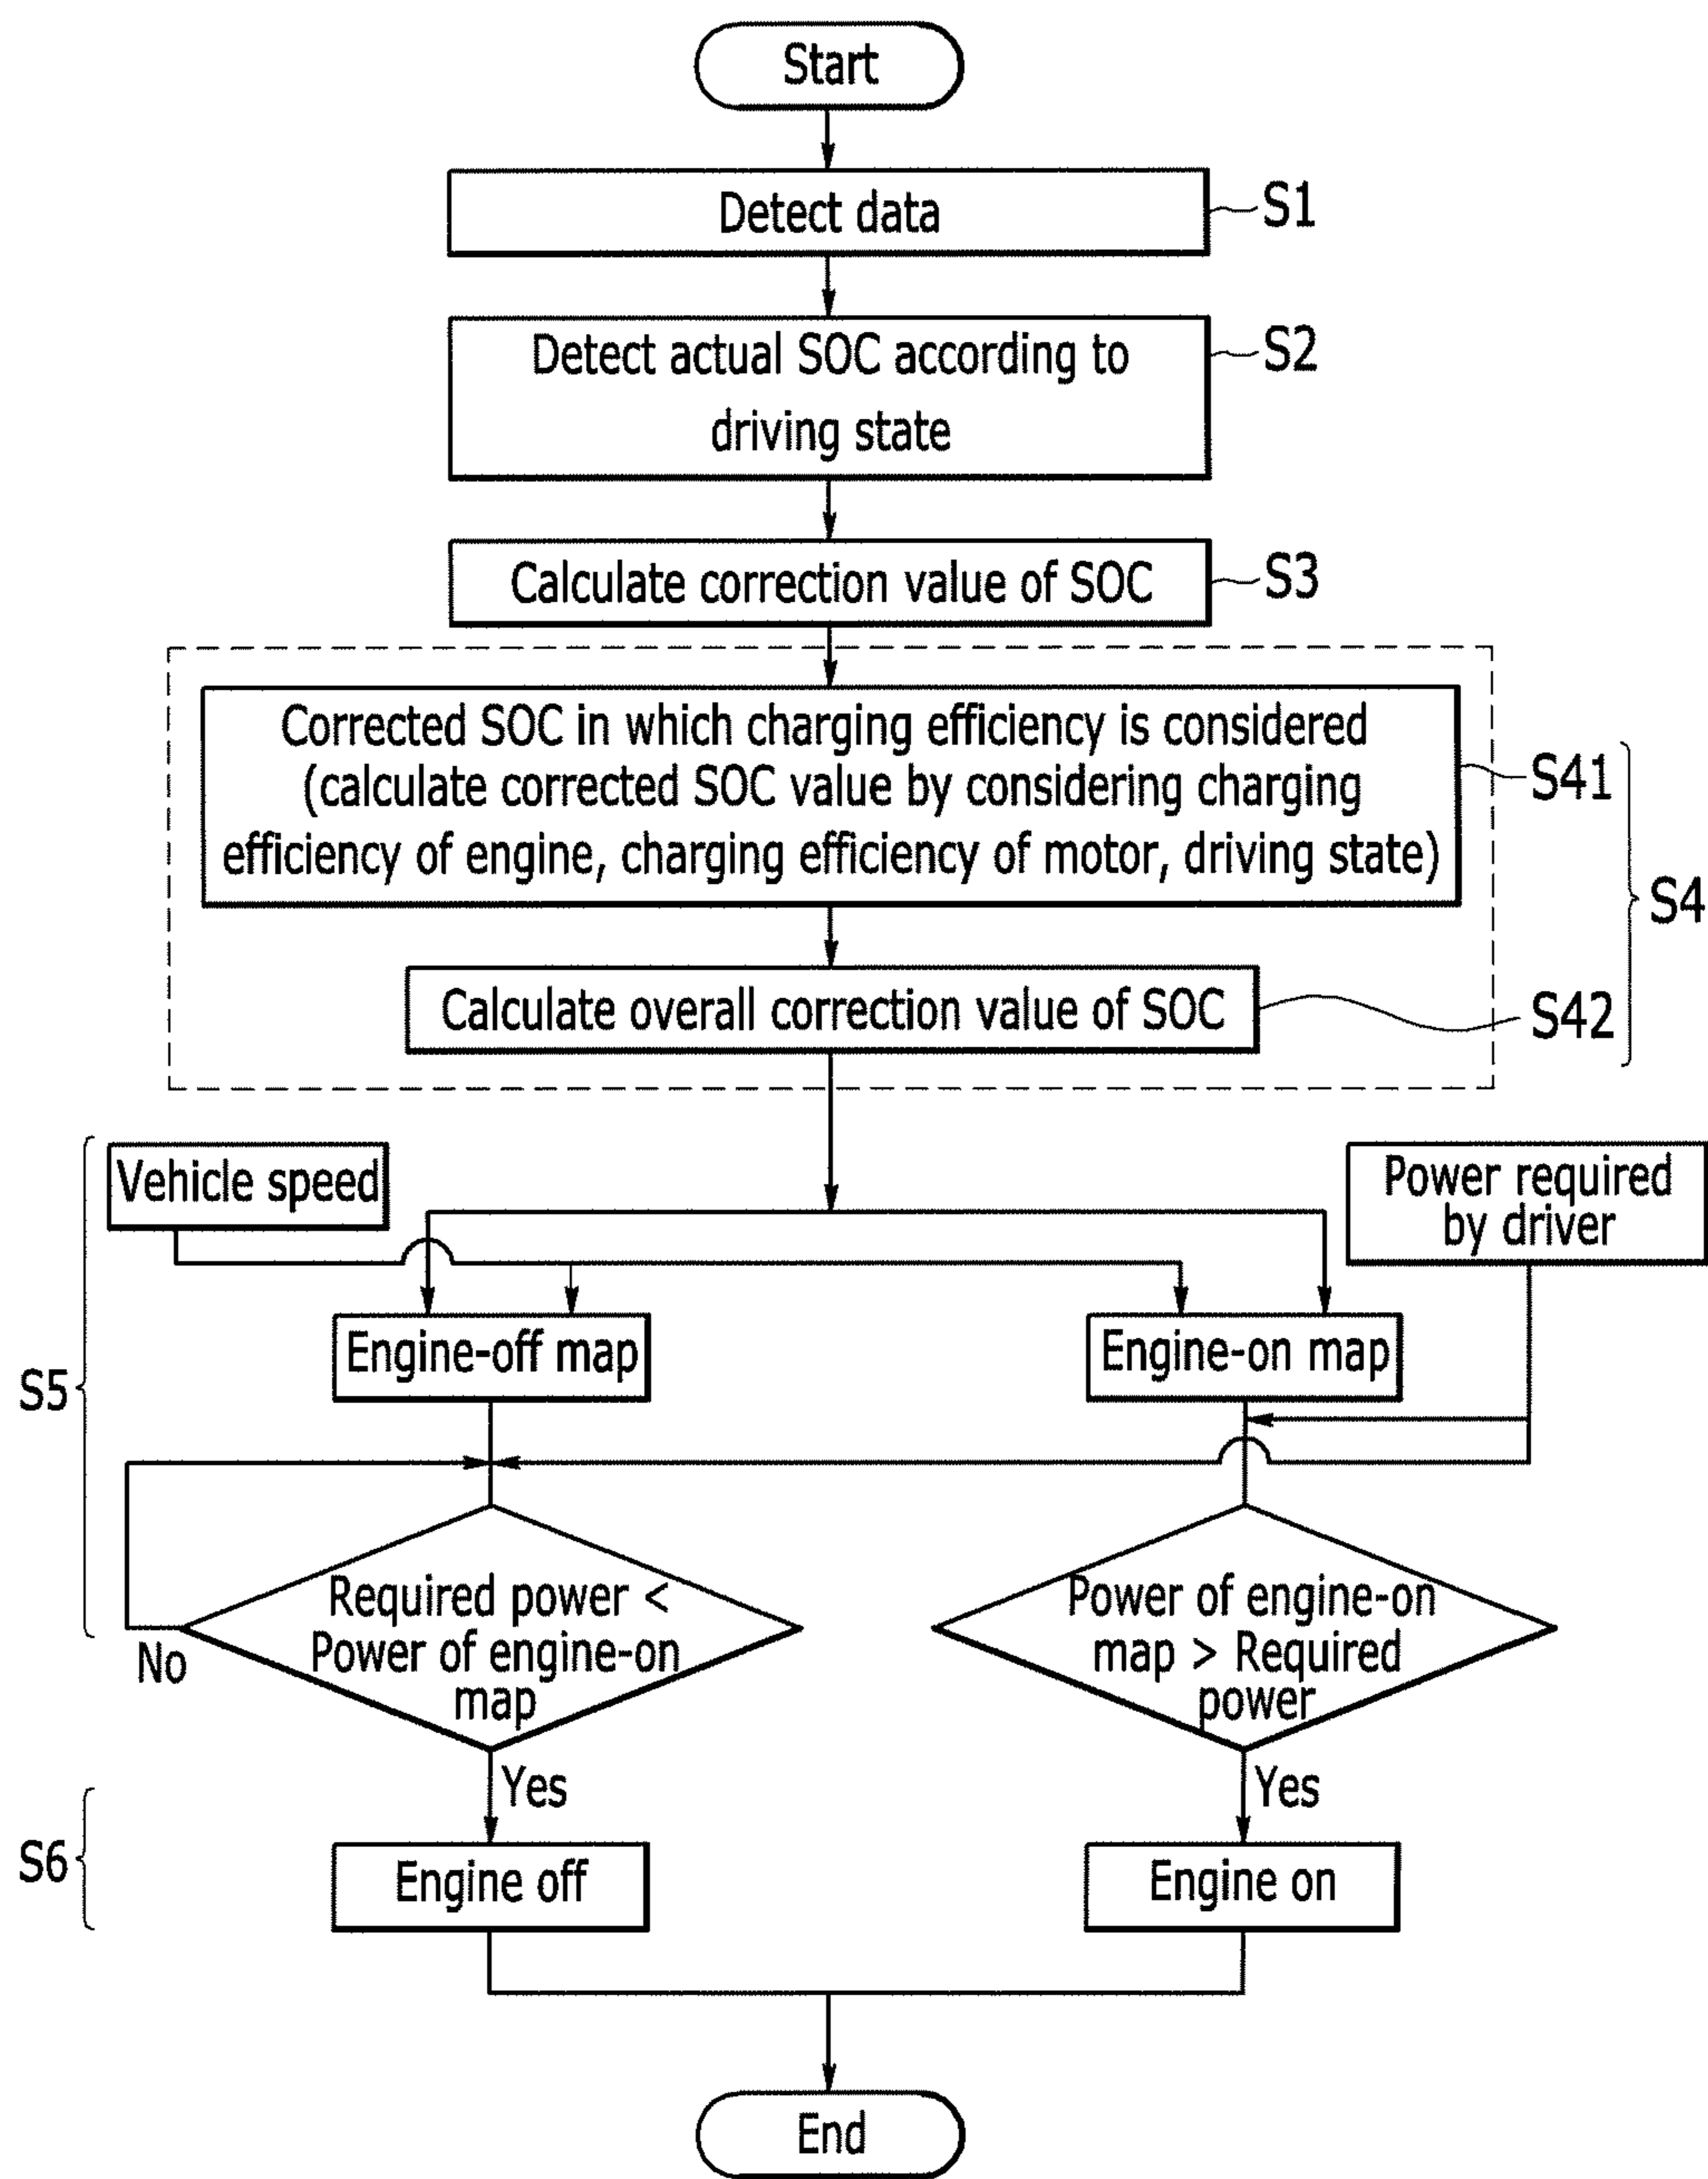 Start
Detect data
S1
Detect actual SOC according to
driving state
S2
Calculate correction value of SOC
S3
Corrected SOC in which charging efficiency is considered
(calculate corrected SOC value by considering charging
efficiency of engine, charging efficiency of motor, driving state)
S41
Calculate overall correction value of SOC
S42
S4
Vehicle speed
Power required
by driver
Engine-off map
Engine-on map
S5
Required power <
Power of engine-on
map
No
Power of engine-on
map > Required
power
Yes
Yes
S6
Engine off
Engine on
End